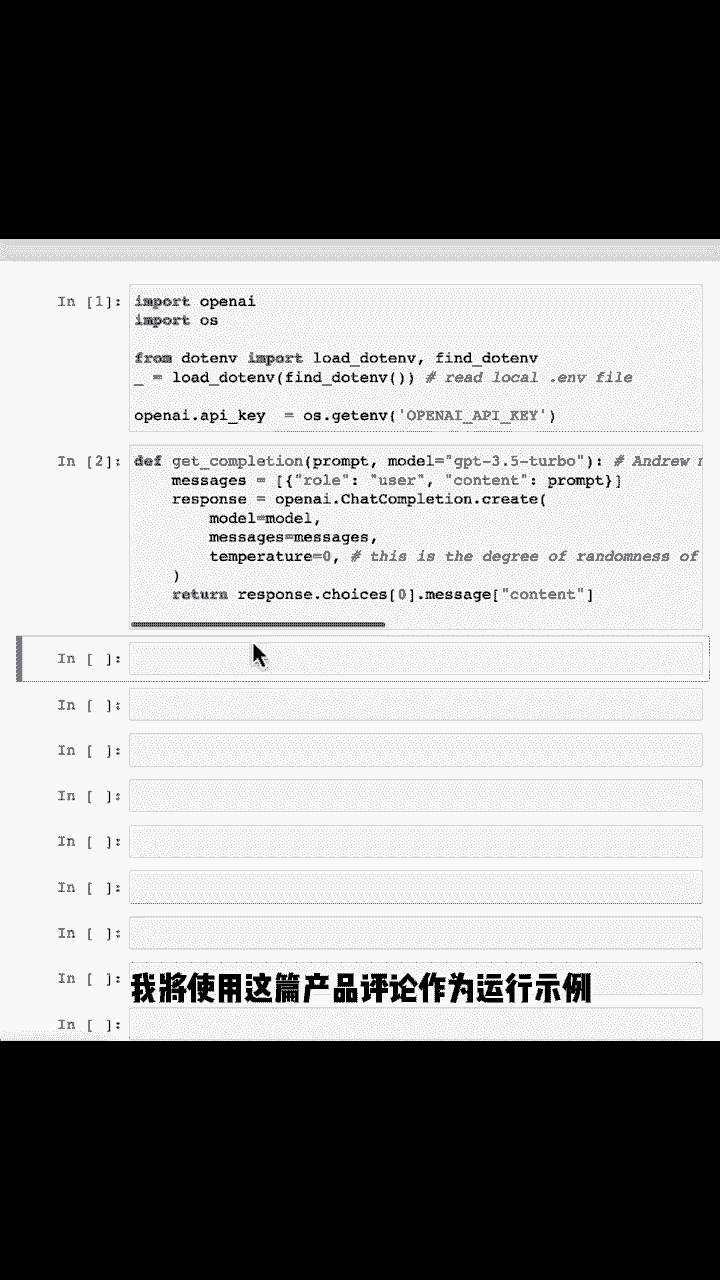 In [1]: import openai
import os
from dotenv import load_dotenv, find_dotenv
_ = load_dotenv(find_dotenv()) # read local .env file
openai.api_key  = os.getenv('OPENAI_API_KEY')
In [2]: def get_completion(prompt, model="gpt-3.5-turbo"): # Andrew
messages = [{"role": "user", "content": prompt}]
response = openai.ChatCompletion.create(
model=model,
messages=messages,
temperature=0, # this is the degree of randomness of
)
return response.choices[0].message["content"]
In [ ]:
In [ ]:
In [ ]:
In [ ]:
In [ ]:
In [ ]:
In [ ]:
In [ ]:
我將使用这篇产品评论作为运行示例
In [ ]: